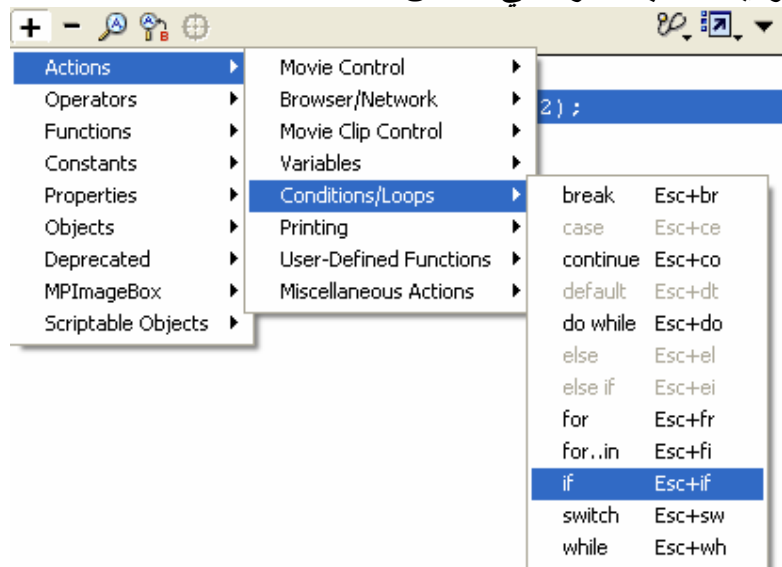 Actions
Operators
Functions
Constants
Properties
Objects
Deprecated
MPImageBox
Scriptable Objects
Movie Control
Browser/Network
Movie Clip Control
Variables
Conditions/Loops
Printing
User-Defined Functions
Miscellaneous Actions
2);
break Esc+br
case Esc+ce
continue Esc+co
default Esc+dt
do while Esc+do
else Esc+el
else if Esc+ei
for Esc+fr
for..in Esc+fi
if Esc+if
switch Esc+sw
while Esc+wh